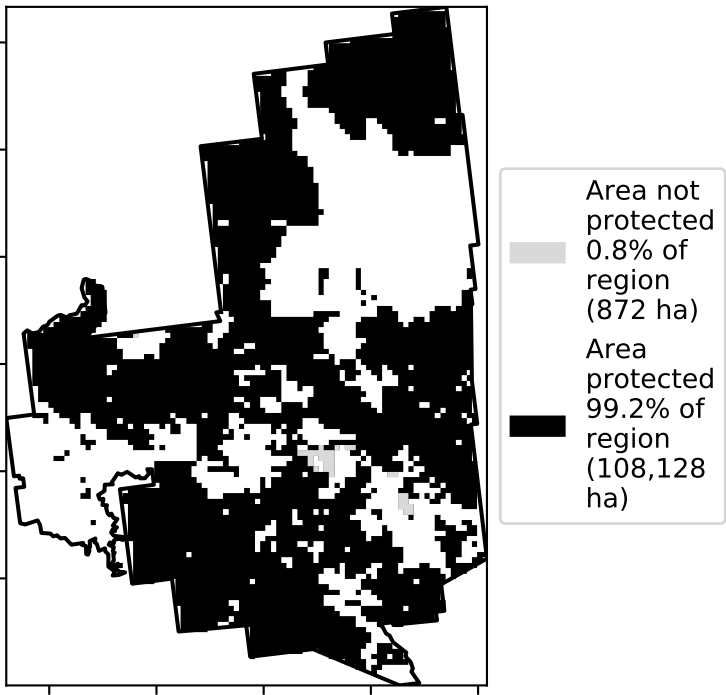 Area not
protected
0.8% of
region
(872 ha)
Area
protected
99.2% of
region
(108,128
ha)